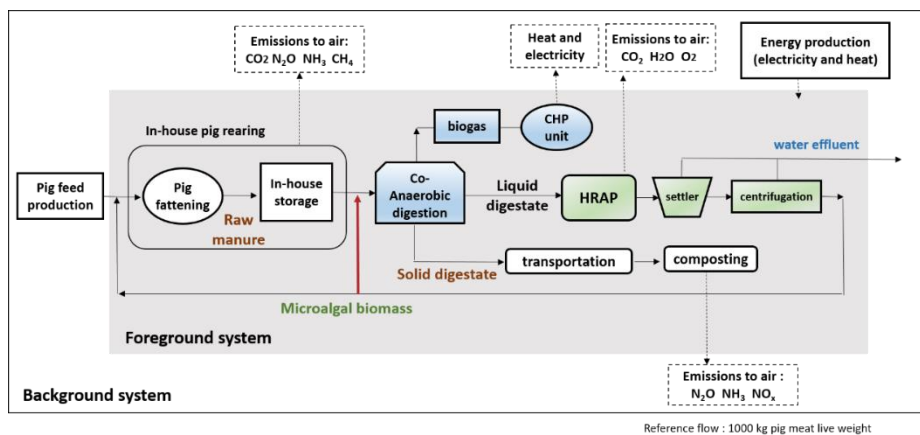 Emissions to air:
CO2 N₂O NH₃ CH₄
Heat and
electricity
Emissions to air:
CO₂ H2O O2
Energy production
(electricity and heat)
In-house pig rearing
biogas
CHP
unit
water effluent
Pig feed
production
Pig
fattening
In-house
storage
Raw
manure
Co-
Anaerobic
digestion
Liquid
digestate
HRAP
settler
centrifugation
Solid digestate
transportation
composting
Microalgal biomass
Foreground system
Background system
Emissions to air :
N₂O NH₃ NOₓ
Reference flow : 1000 kg pig meat live weight